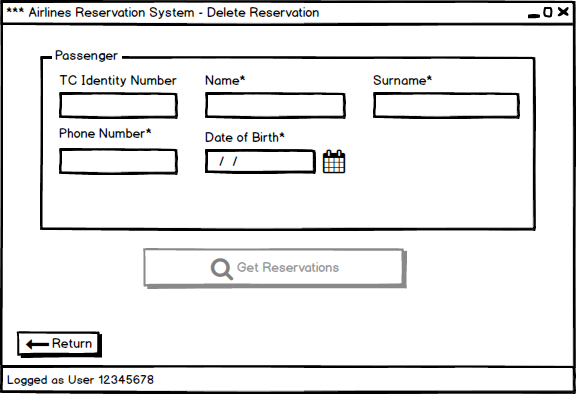 *** Airlines Reservation System - Delete Reservation
Passenger
TC Identity Number Name* Surname*
Phone Number* Date of Birth*
/ /
Get Reservations
Return
Logged as User 12345678